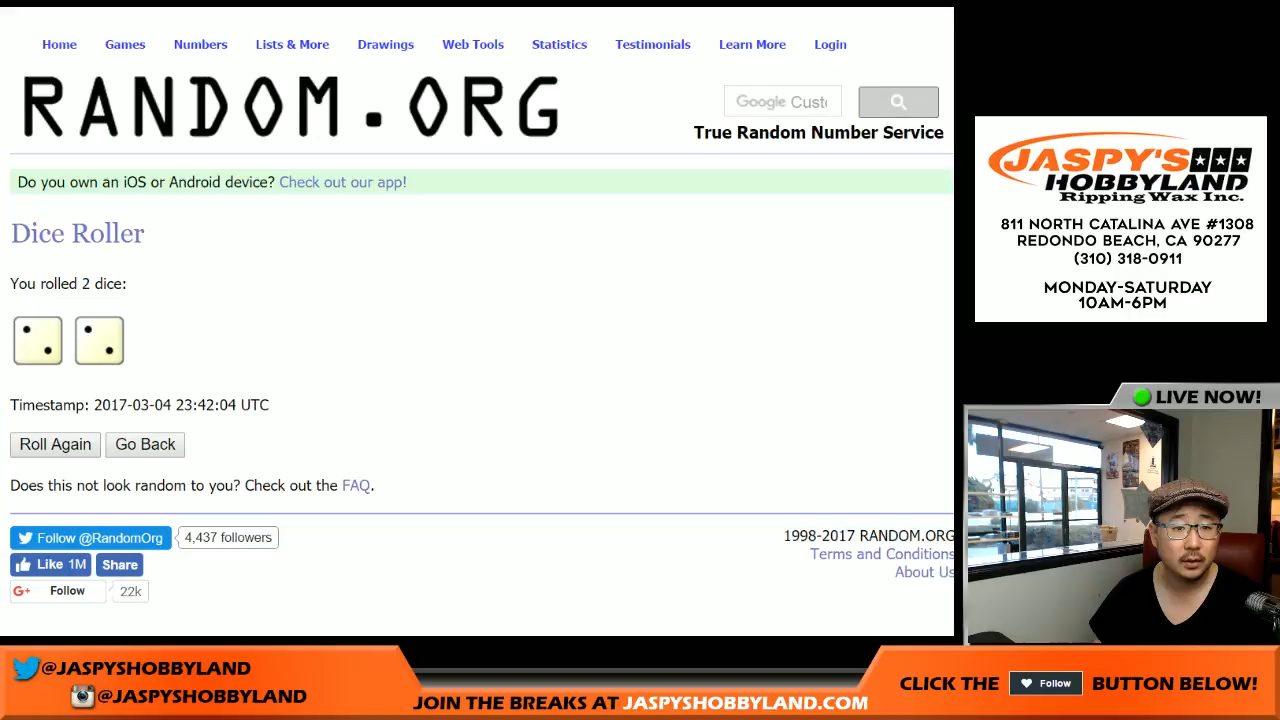 Home Games Numbers Lists & More Drawings Web Tools Statistics Testimonials Learn More Login
RANDOM.ORG
Google Custo
True Random Number Service
Do you own an iOS or Android device? Check out our app!
Dice Roller
You rolled 2 dice:
Timestamp: 2017-03-04 23:42:04 UTC
Roll Again Go Back
Does this not look random to you? Check out the FAQ.
Follow @RandomOrg 4,437 followers
Like 1M Share
G+ Follow 22k
1998-2017 RANDOM.ORG
Terms and Conditions
About Us
JASPY'S
HOBBYLAND
Ripping Wax Inc.
811 NORTH CATALINA AVE #1308
REDONDO BEACH, CA 90277
(310) 318-0911
MONDAY-SATURDAY
10AM-6PM
LIVE NOW!
@JASPYSHOBBYLAND
@JASPYSHOBBYLAND
JOIN THE BREAKS AT JASPYSHOBBYLAND.COM
CLICK THE Follow BUTTON BELOW!